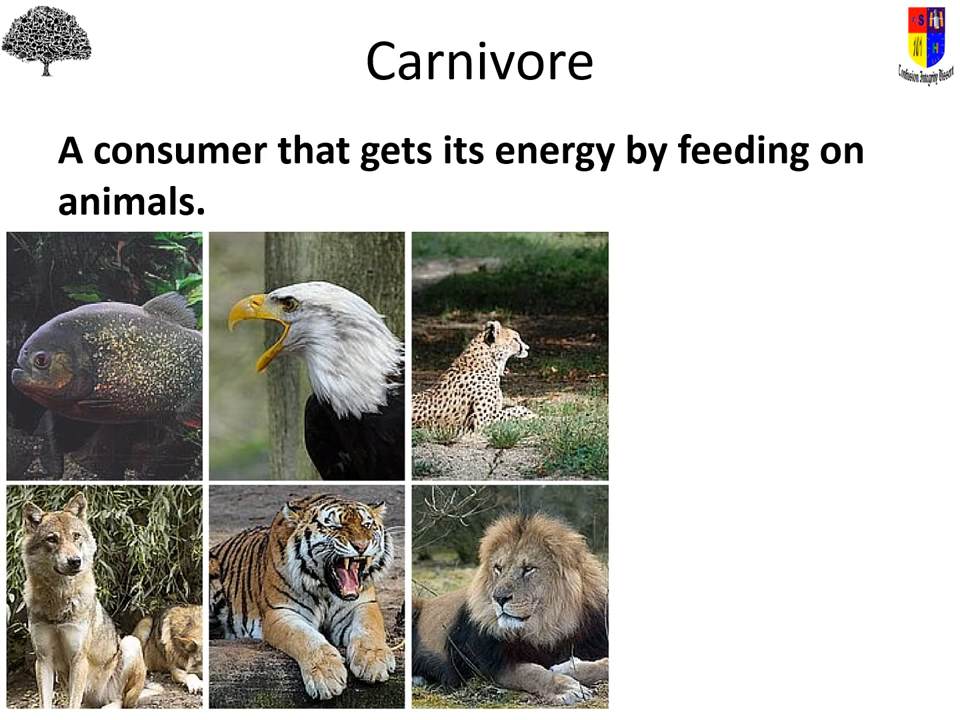 Carnivore
A consumer that gets its energy by feeding on
animals.